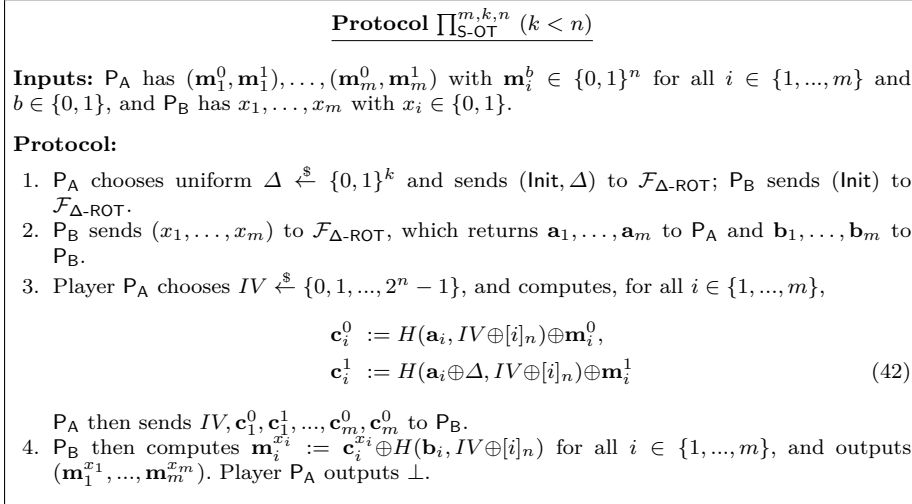 Protocol ∏_{S-OT}^{m,k,n} (k < n)
Inputs: P_A has (m_1^0, m_1^1), . . . , (m_m^0, m_m^1) with m_i^b ∈ {0, 1}^n for all i ∈ {1, ..., m} and
b ∈ {0, 1}, and P_B has x_1, . . . , x_m with x_i ∈ {0, 1}.
Protocol:
1. P_A chooses uniform Δ ←^$ {0, 1}^k and sends (Init, Δ) to F_{Δ-ROT}; P_B sends (Init) to
F_{Δ-ROT}.
2. P_B sends (x_1, . . . , x_m) to F_{Δ-ROT}, which returns a_1, . . . , a_m to P_A and b_1, . . . , b_m to
P_B.
3. Player P_A chooses IV ←^$ {0, 1, ..., 2^n − 1}, and computes, for all i ∈ {1, ..., m},
c_i^0 := H(a_i, IV⊕[i]_n)⊕m_i^0,
c_i^1 := H(a_i⊕Δ, IV⊕[i]_n)⊕m_i^1 (42)
P_A then sends IV, c_1^0, c_1^1, ..., c_m^0, c_m^0 to P_B.
4. P_B then computes m_i^{x_i} := c_i^{x_i}⊕H(b_i, IV⊕[i]_n) for all i ∈ {1, ..., m}, and outputs
(m_1^{x_1}, ..., m_m^{x_m}). Player P_A outputs ⊥.